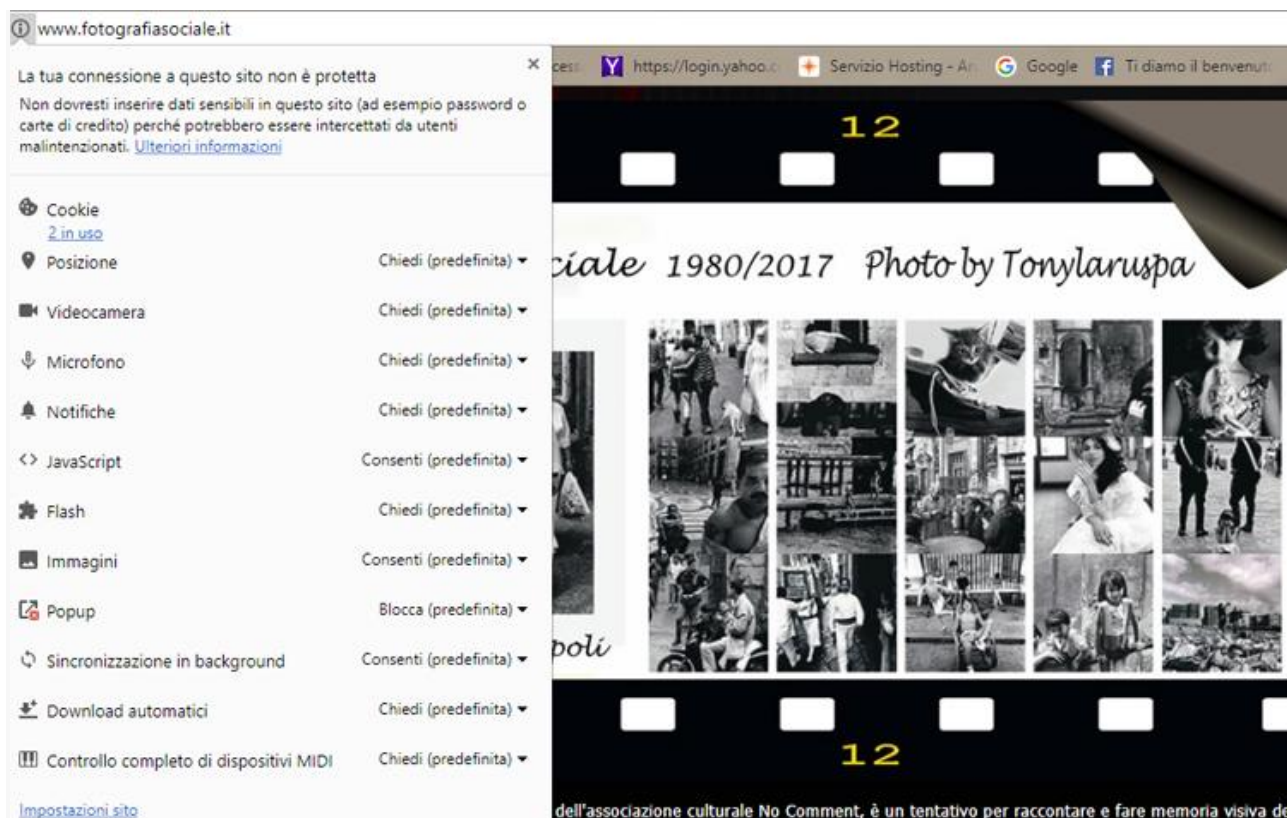 www.fotografiasociale.it
La tua connessione a questo sito non è protetta
Non dovresti inserire dati sensibili in questo sito (ad esempio password o
carte di credito) perché potrebbero essere intercettati da utenti
malintenzionati. Ulteriori informazioni
Cookie
2 in uso
Posizione Chiedi (predefinita)
Videocamera Chiedi (predefinita)
Microfono Chiedi (predefinita)
Notifiche Chiedi (predefinita)
JavaScript Consenti (predefinita)
Flash Chiedi (predefinita)
Immagini Consenti (predefinita)
Popup Blocca (predefinita)
Sincronizzazione in background Consenti (predefinita)
Download automatici Chiedi (predefinita)
Controllo completo di dispositivi MIDI Chiedi (predefinita)
Impostazioni sito
cess https://login.yahoo.c Servizio Hosting - Ar Google Ti diamo il benvenut
12
ciale 1980/2017 Photo by Tonylaruspa
poli
12
dell'associazione culturale No Comment, è un tentativo per raccontare e fare memoria visiva de